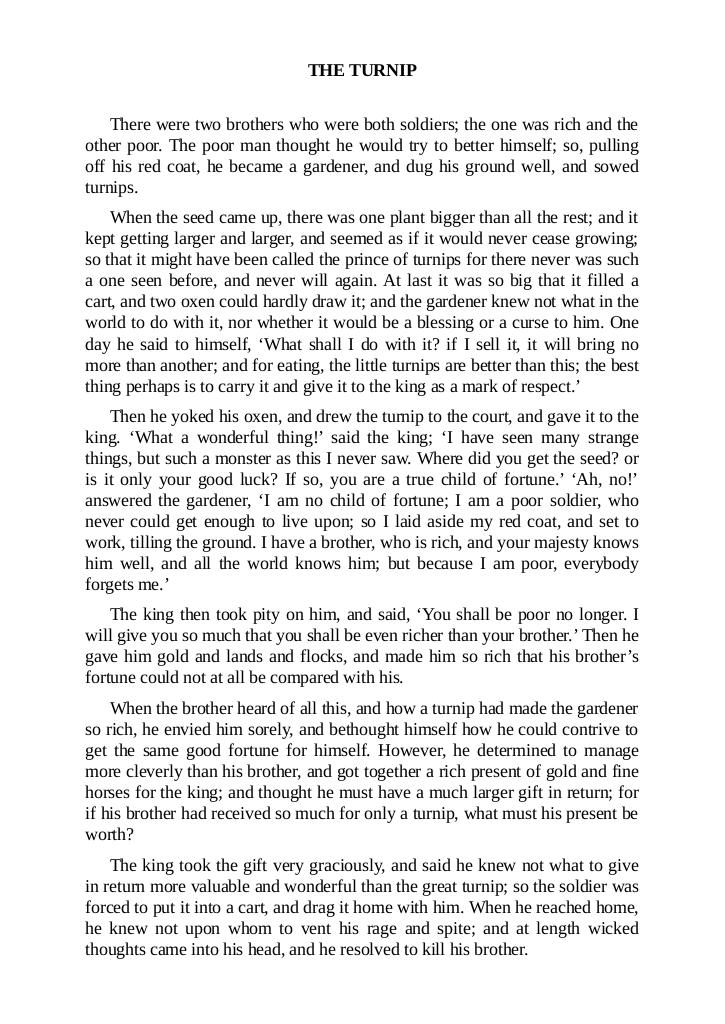 THE TURNIP
There were two brothers who were both soldiers; the one was rich and the
other poor. The poor man thought he would try to better himself; so, pulling
off his red coat, he became a gardener, and dug his ground well, and sowed
turnips.
When the seed came up, there was one plant bigger than all the rest; and it
kept getting larger and larger, and seemed as if it would never cease growing;
so that it might have been called the prince of turnips for there never was such
a one seen before, and never will again. At last it was so big that it filled a
cart, and two oxen could hardly draw it; and the gardener knew not what in the
world to do with it, nor whether it would be a blessing or a curse to him. One
day he said to himself, ‘What shall I do with it? if I sell it, it will bring no
more than another; and for eating, the little turnips are better than this; the best
thing perhaps is to carry it and give it to the king as a mark of respect.’
Then he yoked his oxen, and drew the turnip to the court, and gave it to the
king. ‘What a wonderful thing!’ said the king; ‘I have seen many strange
things, but such a monster as this I never saw. Where did you get the seed? or
is it only your good luck? If so, you are a true child of fortune.’ ‘Ah, no!’
answered the gardener, ‘I am no child of fortune; I am a poor soldier, who
never could get enough to live upon; so I laid aside my red coat, and set to
work, tilling the ground. I have a brother, who is rich, and your majesty knows
him well, and all the world knows him; but because I am poor, everybody
forgets me.’
The king then took pity on him, and said, ‘You shall be poor no longer. I
will give you so much that you shall be even richer than your brother.’ Then he
gave him gold and lands and flocks, and made him so rich that his brother’s
fortune could not at all be compared with his.
When the brother heard of all this, and how a turnip had made the gardener
so rich, he envied him sorely, and bethought himself how he could contrive to
get the same good fortune for himself. However, he determined to manage
more cleverly than his brother, and got together a rich present of gold and fine
horses for the king; and thought he must have a much larger gift in return; for
if his brother had received so much for only a turnip, what must his present be
worth?
The king took the gift very graciously, and said he knew not what to give
in return more valuable and wonderful than the great turnip; so the soldier was
forced to put it into a cart, and drag it home with him. When he reached home,
he knew not upon whom to vent his rage and spite; and at length wicked
thoughts came into his head, and he resolved to kill his brother.